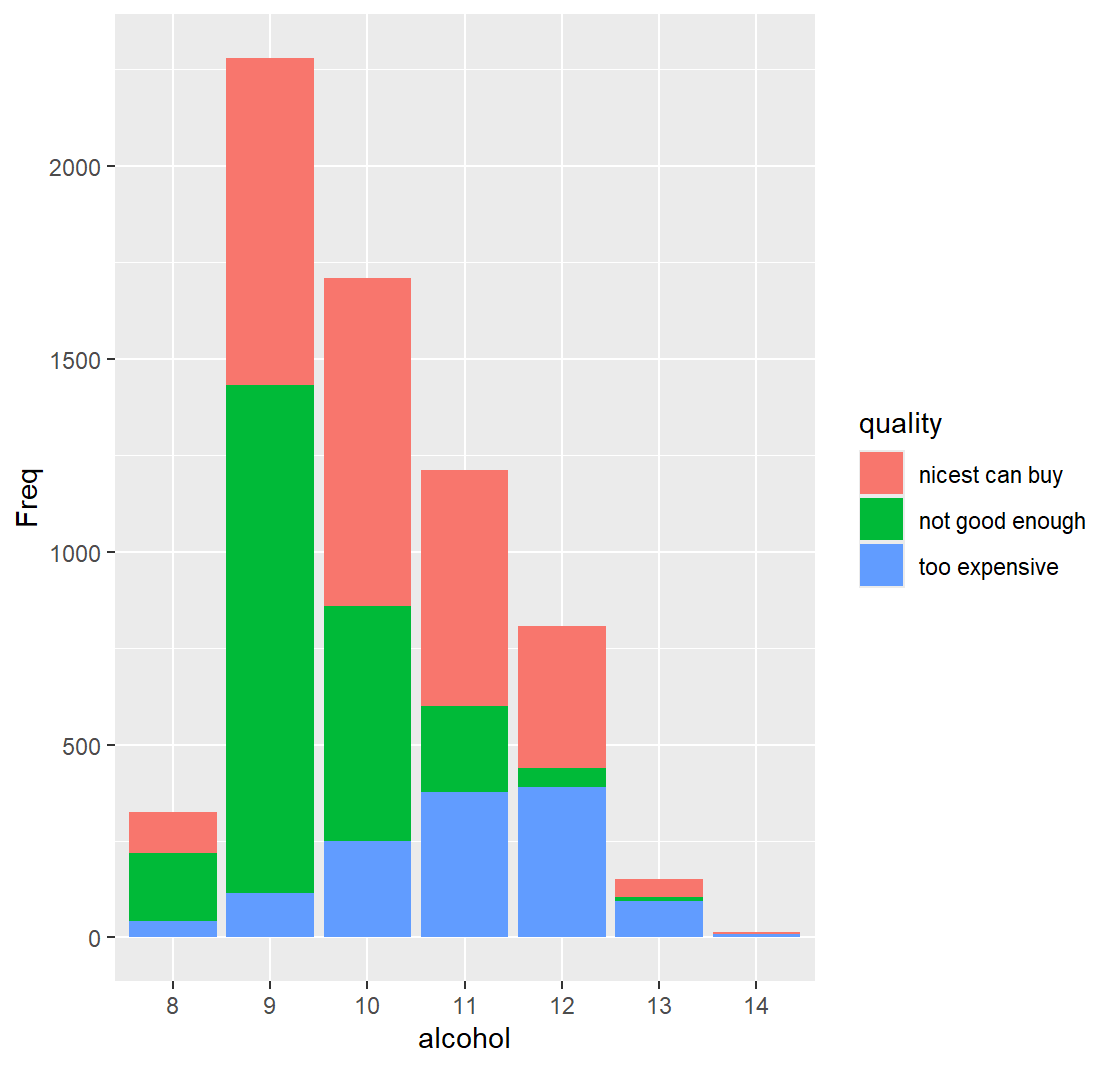 2000
1500
1000
500
0
Freq
8 9 10 11 12 13 14
alcohol
quality
nicest can buy
not good enough
too expensive